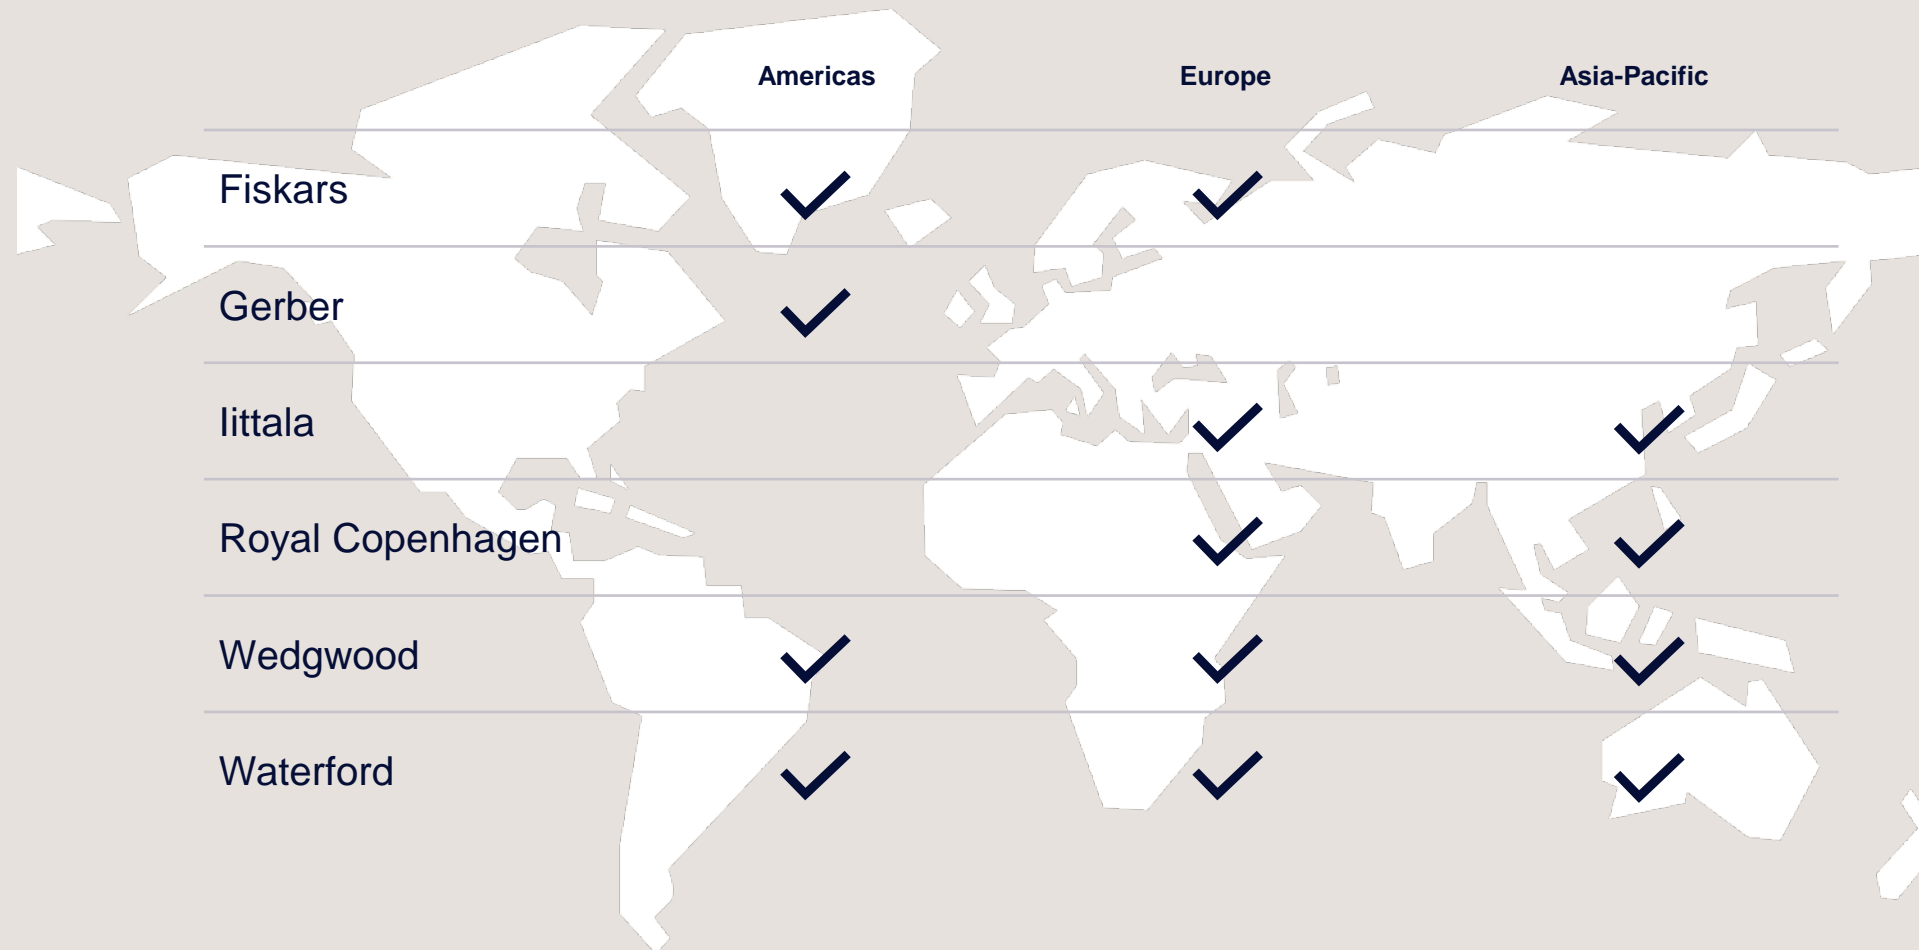 Americas Europe Asia-Pacific
Fiskars
Gerber
Iittala
Royal Copenhagen
Wedgwood
Waterford